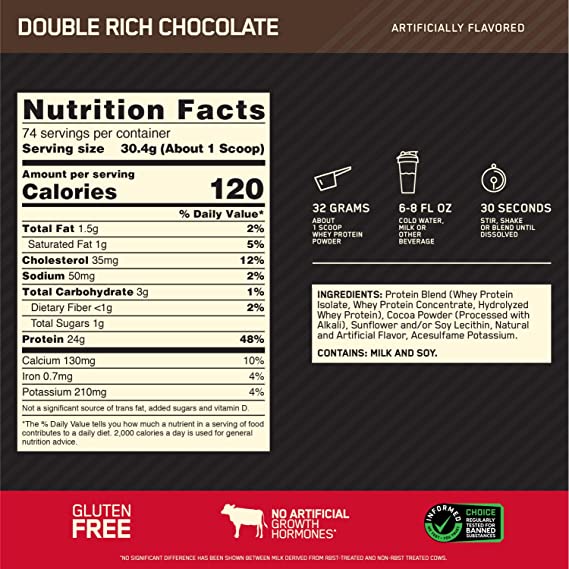 DOUBLE RICH CHOCOLATE
ARTIFICIALLY FLAVORED
Nutrition Facts
74 servings per container
Serving size 30.4g (About 1 Scoop)
Amount per serving
Calories 120
% Daily Value*
Total Fat 1.5g 2%
Saturated Fat 1g 5%
Cholesterol 35mg 12%
Sodium 50mg 2%
Total Carbohydrate 3g 1%
Dietary Fiber <1g 2%
Total Sugars 1g
Protein 24g 48%
Calcium 130mg 10%
Iron 0.7mg 4%
Potassium 210mg 4%
Not a significant source of trans fat, added sugars and vitamin D.
*The % Daily Value tells you how much a nutrient in a serving of food
contributes to a daily diet. 2,000 calories a day is used for general
nutrition advice.
32 GRAMS
ABOUT
1 SCOOP
WHEY PROTEIN
POWDER
6-8 FL OZ
COLD WATER,
MILK OR
OTHER
BEVERAGE
30 SECONDS
STIR, SHAKE
OR BLEND UNTIL
DISSOLVED
INGREDIENTS: Protein Blend (Whey Protein
Isolate, Whey Protein Concentrate, Hydrolyzed
Whey Protein), Cocoa Powder (Processed with
Alkali), Sunflower and/or Soy Lecithin, Natural
and Artificial Flavor, Acesulfame Potassium.
CONTAINS: MILK AND SOY.
GLUTEN
FREE
NO ARTIFICIAL
GROWTH
HORMONES*
INFORMED
CHOICE
REGULARLY
TESTED FOR
BANNED
SUBSTANCES
*NO SIGNIFICANT DIFFERENCE HAS BEEN SHOWN BETWEEN MILK DERIVED FROM RBST-TREATED AND NON-RBST TREATED COWS.